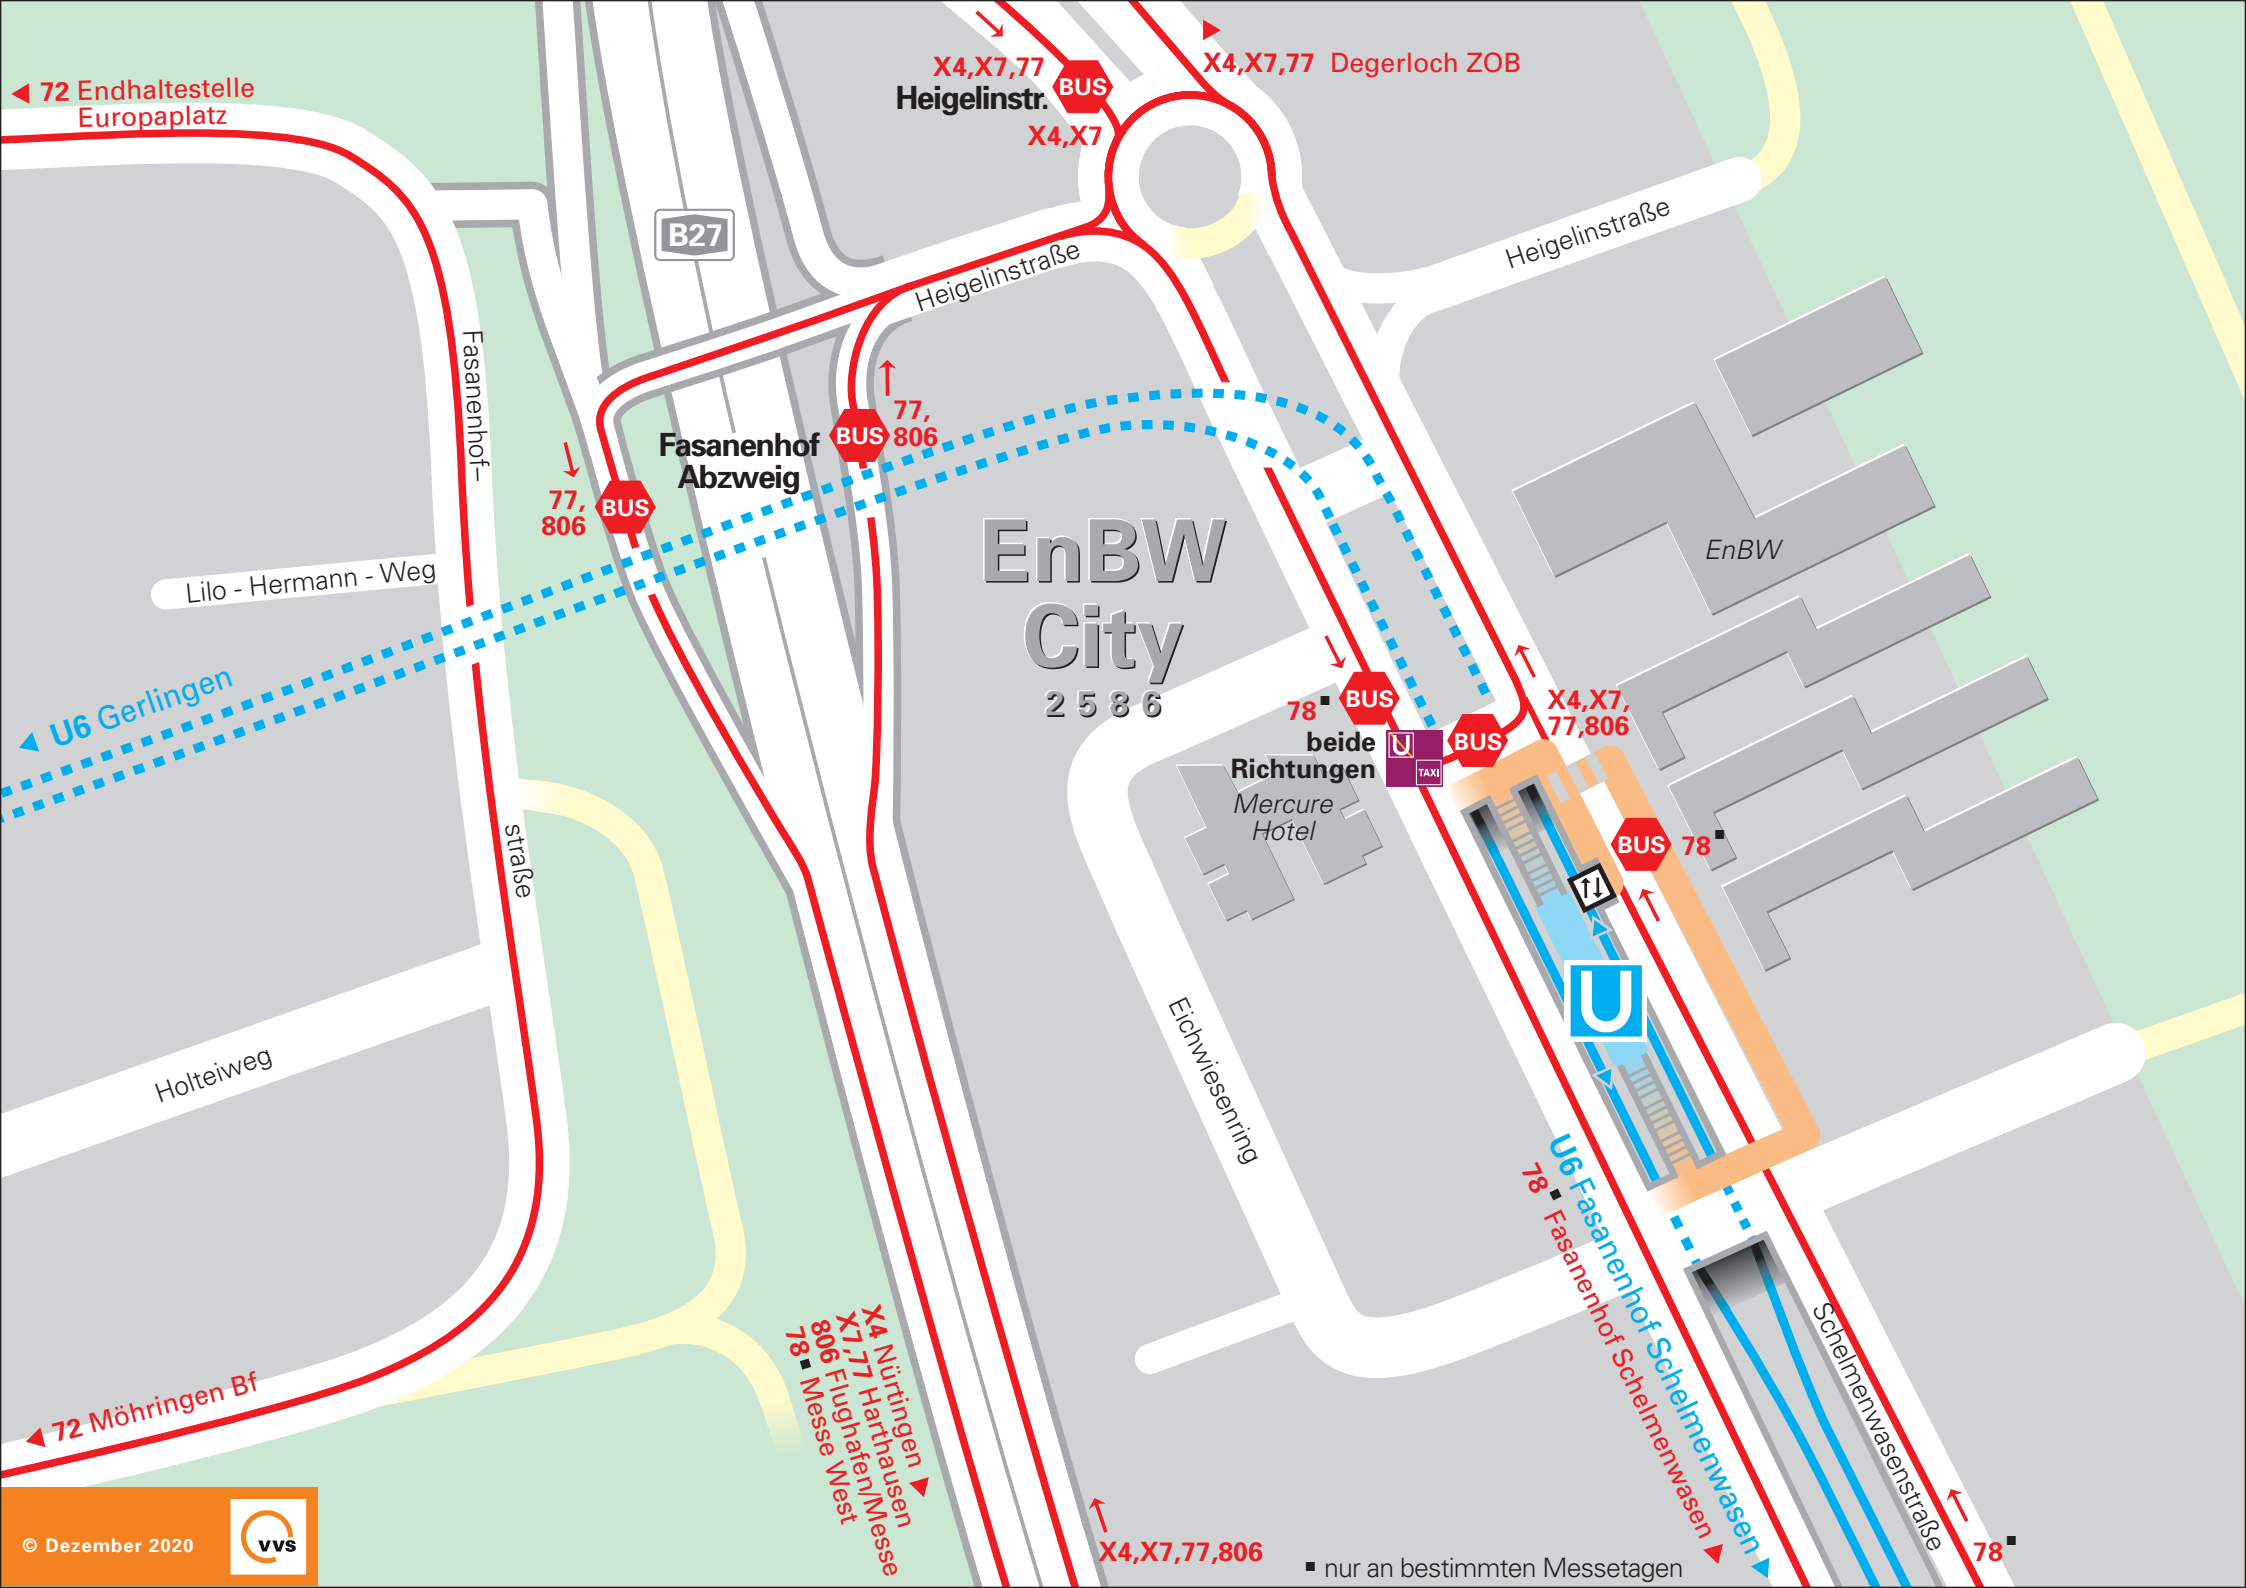 X4,X7,77
Heigelinstr.
BUS
X4,X7
X4,X7,77 Degerloch ZOB
72 Endhaltestelle
Europaplatz
B27
Heigelinstraße
Heigelinstraße
Fasanenhof–
straße
77,
806
BUS
Fasanenhof
Abzweig
BUS
77,
806
EnBW
City
2586
EnBW
Lilo - Hermann - Weg
U6 Gerlingen
78
BUS
beide
Richtungen
U
TAXI
BUS
X4,X7,
77,806
Mercure
Hotel
BUS
78
U
Holteiweg
Eichwiesenring
U6 Fasanenhof Schelmenwasen
78 Fasanenhof Schelmenwasen
Schelmenwasenstraße
X4 Nürtingen
X7,77 Harthausen
806 Flughafen/Messe
78 Messe West
72 Möhringen Bf
X4,X7,77,806
78
▪ nur an bestimmten Messetagen
© Dezember 2020
vvs